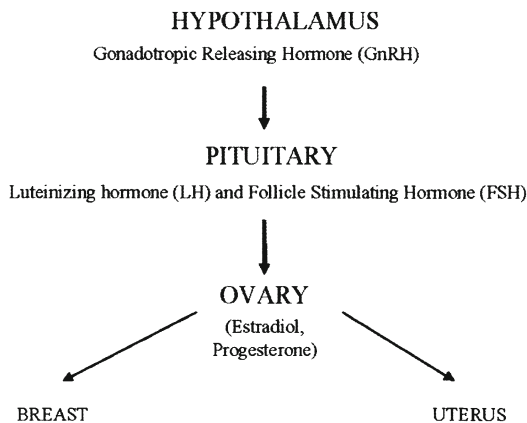 HYPOTHALAMUS
Gonadotropic Releasing Hormone (GnRH)
PITUITARY
Luteinizing hormone (LH) and Follicle Stimulating Hormone (FSH)
OVARY
(Estradiol,
Progesterone)
BREAST
UTERUS